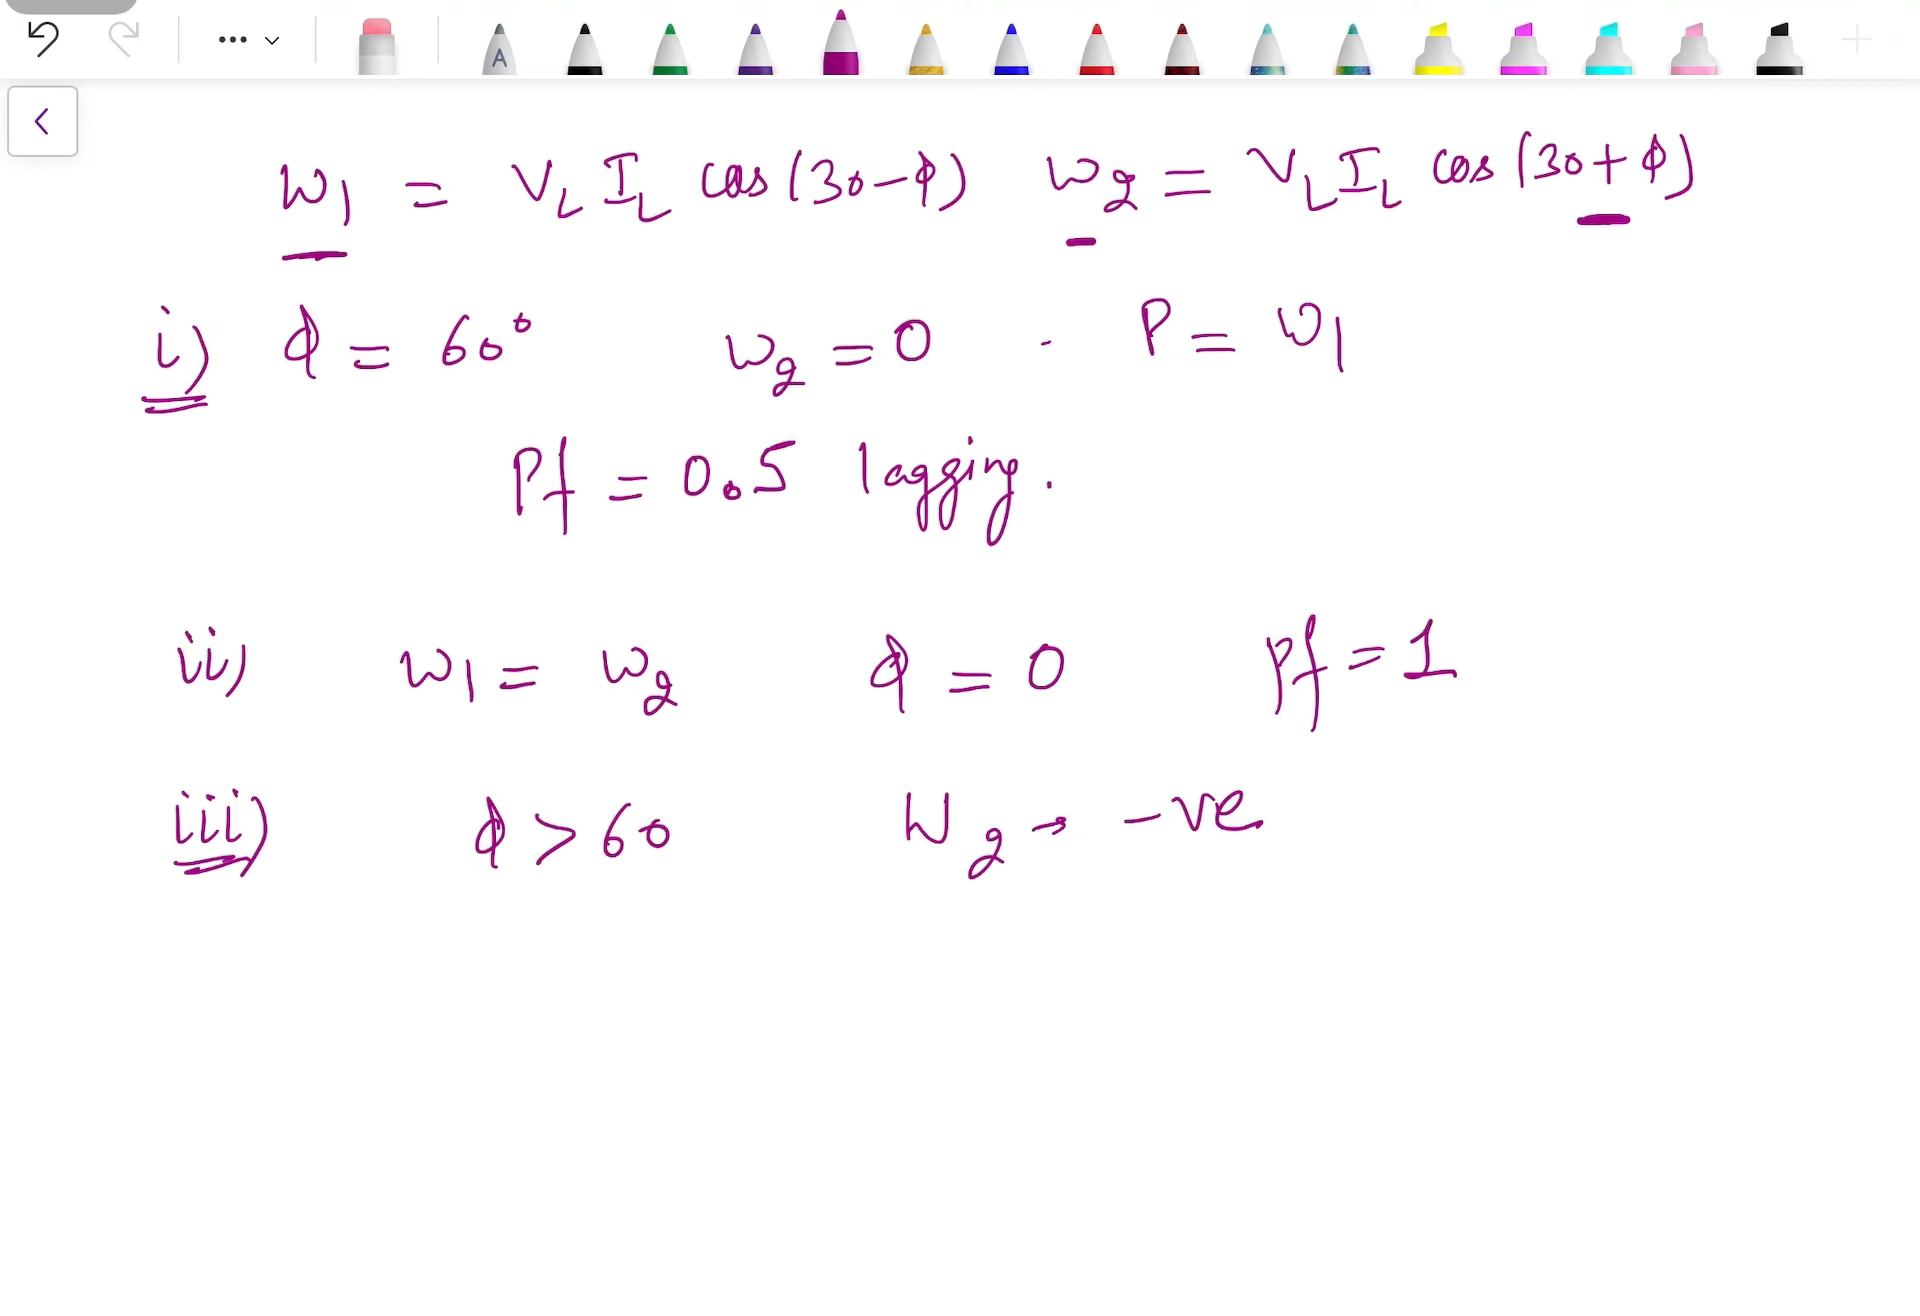 W1 = VL IL cos (30-ϕ) W2 = VL IL cos (30+ϕ)
i) ϕ = 60° W2 = 0 . P = W1
Pf = 0.5 lagging.
ii) W1 = W2 ϕ = 0 Pf = 1
iii) ϕ > 60 W2 → -ve